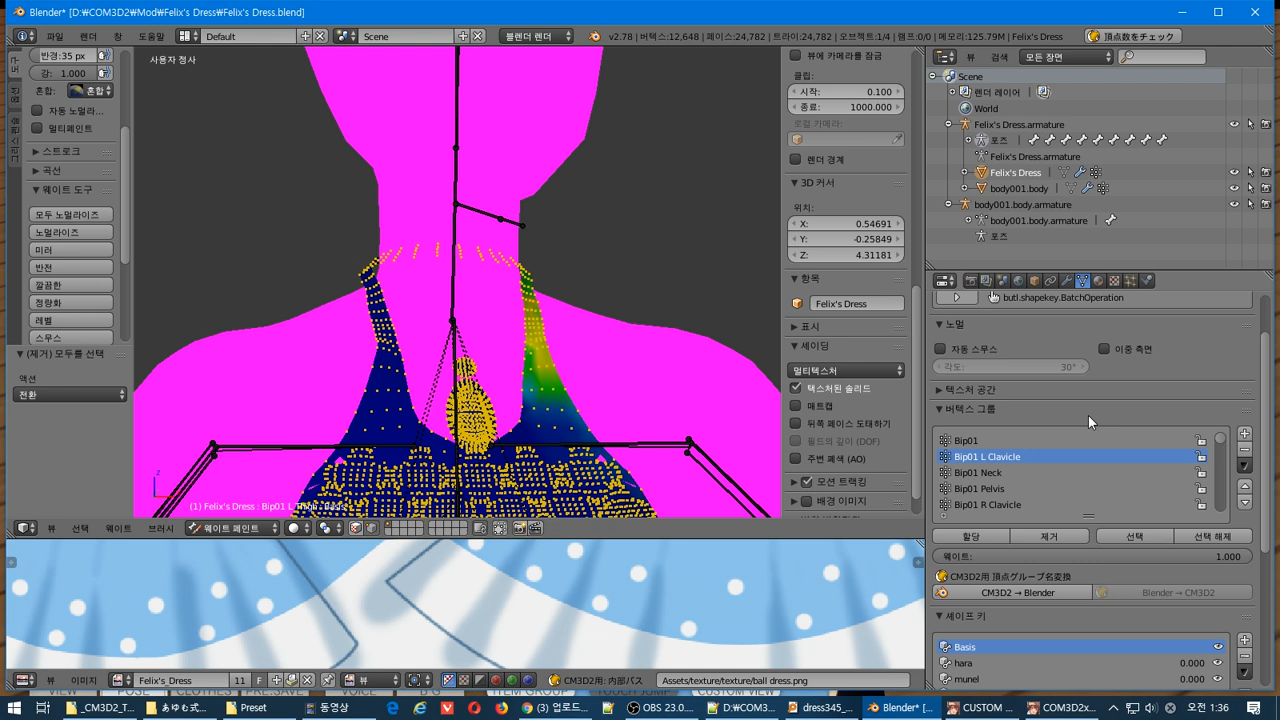 Blender* [D:₩COM3D2₩Mod₩Felix's Dress₩Felix's Dress.blend]
파일 렌더 창 도움말 Default Scene 블렌더 렌더 v2.78 | 버텍스:12,648 | 페이스:24,782 | 트라이:24,782 | 오브젝트:1/4 | 램프:0/0 | 메모리:125.79M | Felix's Dress 頂点数をチェック
반경:35 px
강: 1.000
혼합: 혼합
자동 노멀라...
멀티페인트
스트로크
곡선
웨이트 도구
모두 노멀라이즈
노멀라이즈
미러
반전
깔끔한
정량화
레벨
스무스
(제거) 모두를 선택
액션
전환
사용자 정사
(1) Felix's Dress : Bip01 L
뷰 선택 웨이트 브러시 웨이트 페인트
뷰에 카메라를 잠금
클립:
시작: 0.100
종료: 1000.000
로컬 카메라:
렌더 경계
3D 커서
위치:
X: 0.54691
Y: -0.25849
Z: 4.31181
항목
Felix's Dress
표시
셰이딩
멀티텍스처
텍스처된 솔리드
매트캡
뒤쪽 페이스 도태하기
필드의 깊이 (DOF)
주변 폐색 (AO)
모션 트랙킹
배경 이미지
뷰 검색 모든 장면
Scene
렌더 레이어
World
Felix's Dress.armature
포즈
Felix's Dress.armature
Felix's Dress
body001.body
body001.body.armature
body001.body.armature
포즈
butl.shapekey.BatchOperation
노멀
자동 스무스 이중 측면
각도: 30°
텍스처 공간
버텍스 그룹
Bip01
Bip01 L Clavicle
Bip01 Neck
Bip01 Pelvis
Bip01 R Clavicle
할당 제거 선택 선택 해제
웨이트: 1.000
CM3D2用 頂点グループ名変換
CM3D2 → Blender Blender → CM3D2
셰이프 키
Basis
hara 0.000
munel 0.000
뷰 이미지 Felix's_Dress 11 F 뷰 CM3D2用: 内部パス Assets/texture/texture/ball dress.png
VIEW POSE CLOTHES PRE.SAVE VOICE B G ITEM GROUP CUSTOM VIEW
_CM3D2_T... あゆむ式... Preset 동영상 (3) 업로드... OBS 23.0.... D:₩COM3... dress345_... Blender* [... CUSTOM ... COM3D2x... 오전 1:36